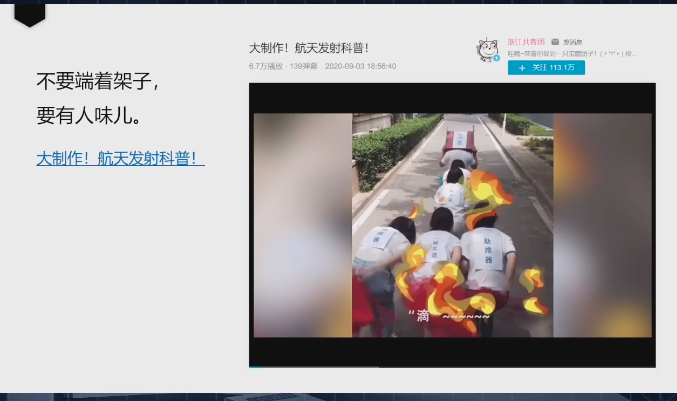 不要端着架子，
要有人味儿。
大制作！航天发射科普！
大制作！航天发射科普！
6.7万播放 · 139弹幕 2020-09-03 18:56:40
浙江共青团 发消息
+ 关注 113.1万
助推器
“滴 ~~~~~~